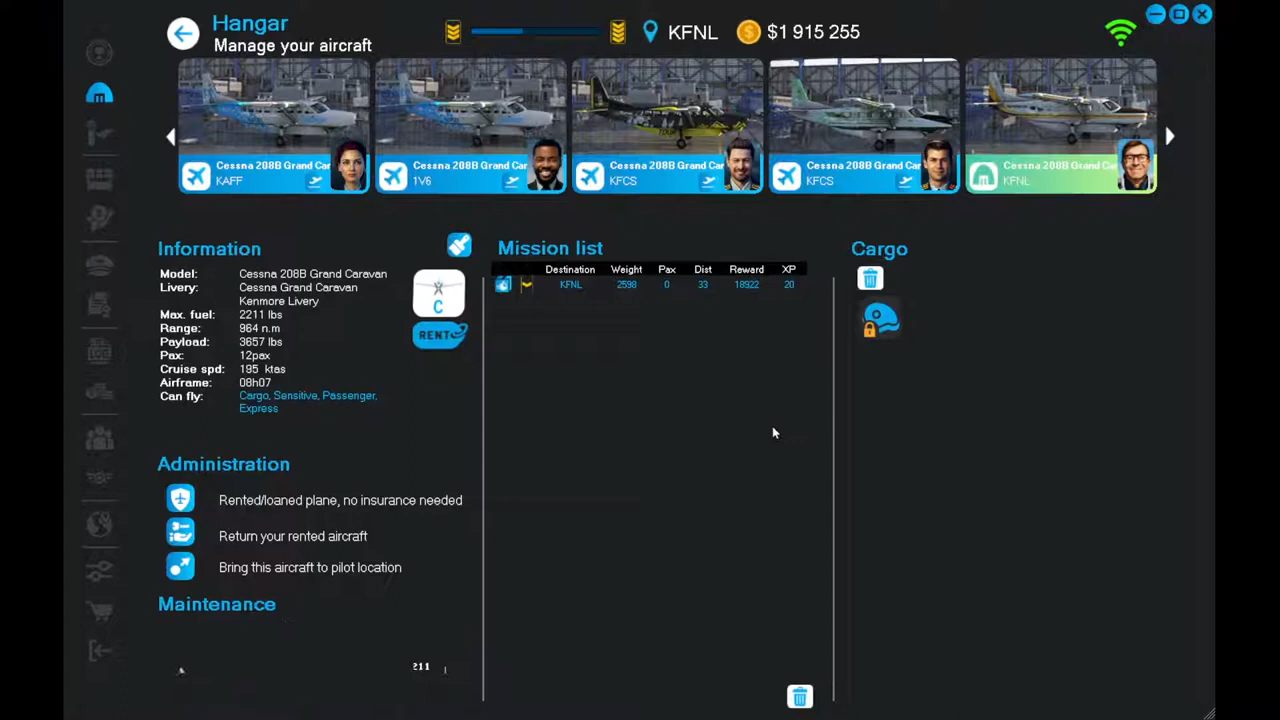 Hangar
Manage your aircraft
KFNL
$1 915 255
Cessna 208B Grand Car
KAFF
Cessna 208B Grand Car
1V6
Cessna 208B Grand Car
KFCS
Cessna 208B Grand Car
KFCS
Cessna 208B Grand Car
KFNL
Information
Model: Cessna 208B Grand Caravan
Livery: Cessna Grand Caravan
Kenmore Livery
Max. fuel: 2211 lbs
Range: 964 n.m
Payload: 3657 lbs
Pax: 12pax
Cruise spd: 195 ktas
Airframe: 08h07
Can fly: Cargo, Sensitive, Passenger,
Express
C
RENT
Administration
Rented/loaned plane, no insurance needed
Return your rented aircraft
Bring this aircraft to pilot location
Maintenance
211
Mission list
Destination Weight Pax Dist Reward XP
KFNL 2598 0 33 18922 20
Cargo